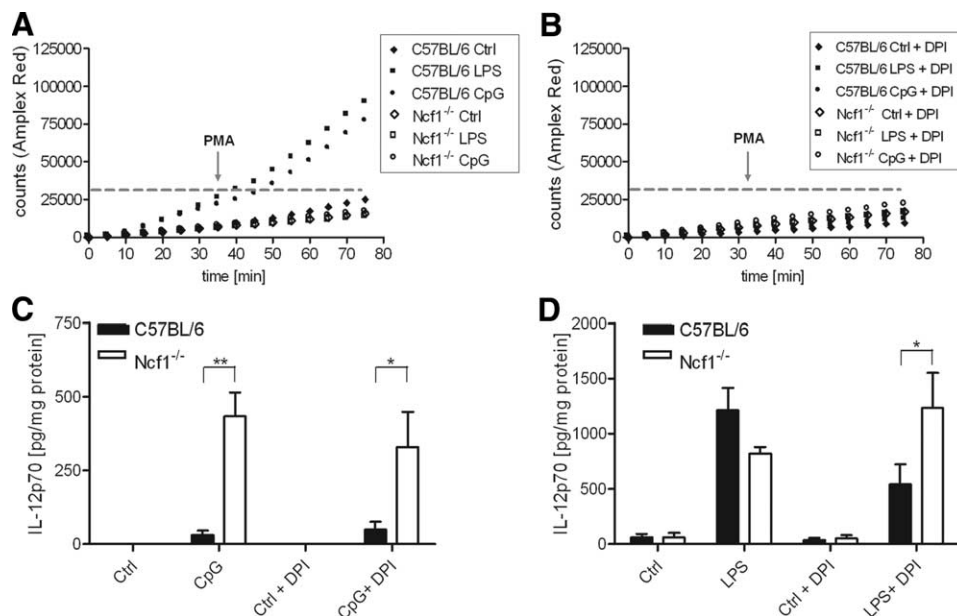 A
125000
100000
75000
50000
25000
0
counts (Amplex Red)
PMA
0 10 20 30 40 50 60 70 80
time [min]
C57BL/6 Ctrl
C57BL/6 LPS
C57BL/6 CpG
Ncf1-/- Ctrl
Ncf1-/- LPS
Ncf1-/- CpG
B
125000
100000
75000
50000
25000
0
counts (Amplex Red)
PMA
0 10 20 30 40 50 60 70 80
time [min]
C57BL/6 Ctrl + DPI
C57BL/6 LPS + DPI
C57BL/6 CpG + DPI
Ncf1-/- Ctrl + DPI
Ncf1-/- LPS + DPI
Ncf1-/- CpG + DPI
C
750
500
250
0
IL-12p70 [pg/mg protein]
C57BL/6
Ncf1-/-
**
*
Ctrl
CpG
Ctrl + DPI
CpG+ DPI
D
2000
1500
1000
500
0
IL-12p70 [pg/mg protein]
C57BL/6
Ncf1-/-
*
Ctrl
LPS
Ctrl + DPI
LPS+ DPI